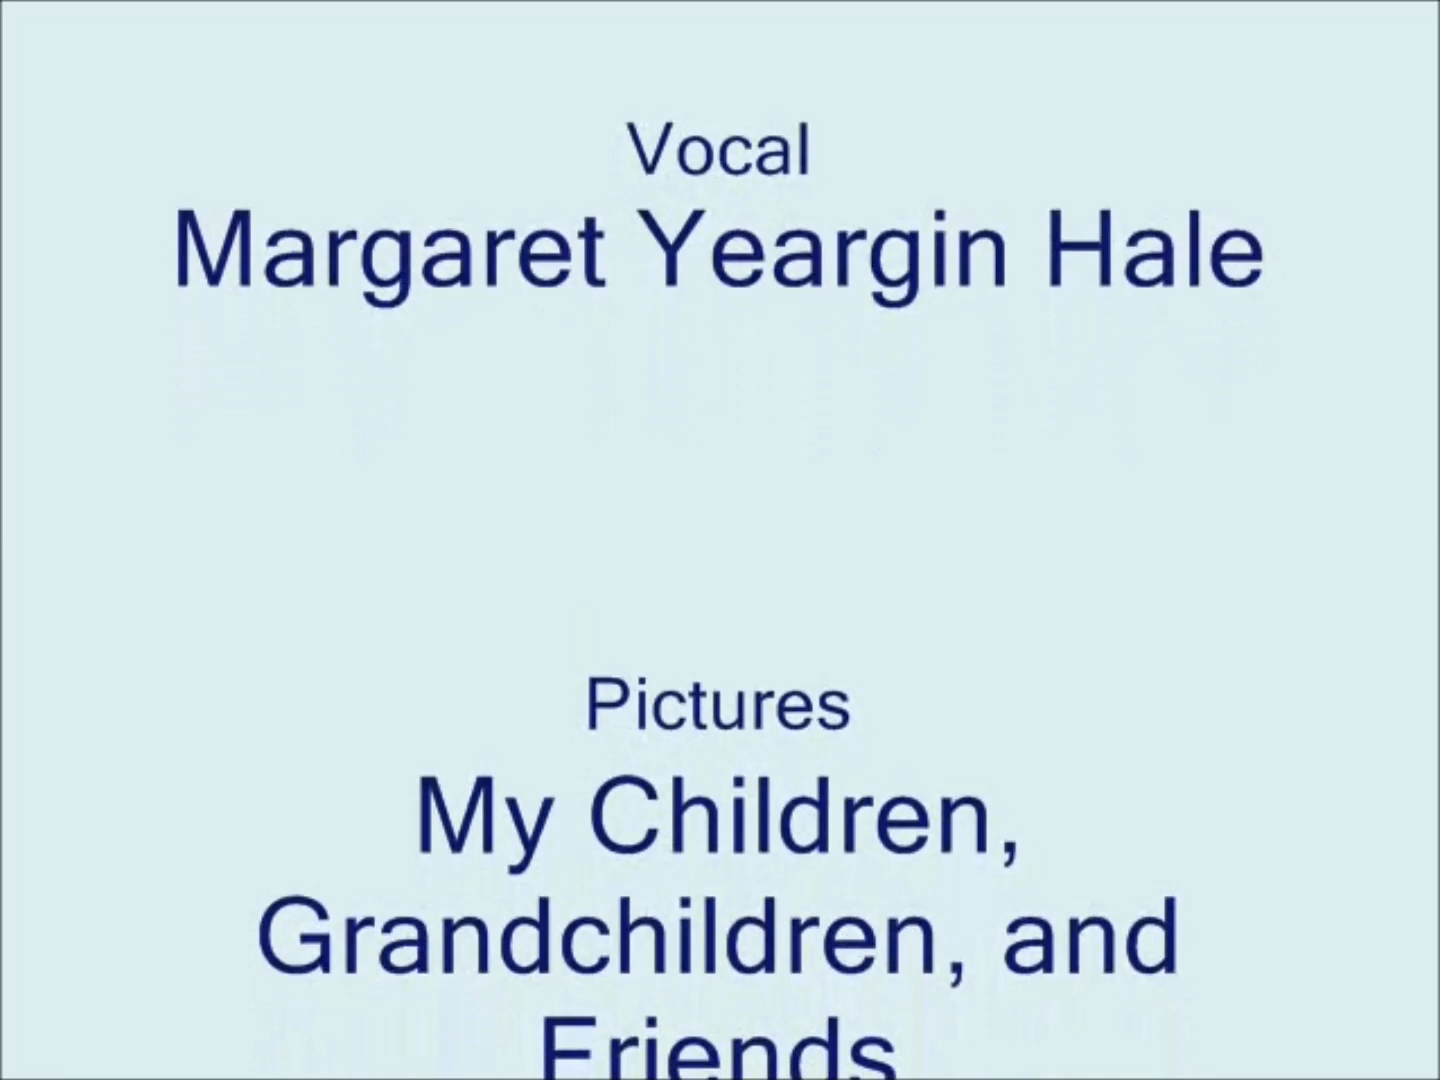 Vocal
Margaret Yeargin Hale
Pictures
My Children,
Grandchildren, and
Friends